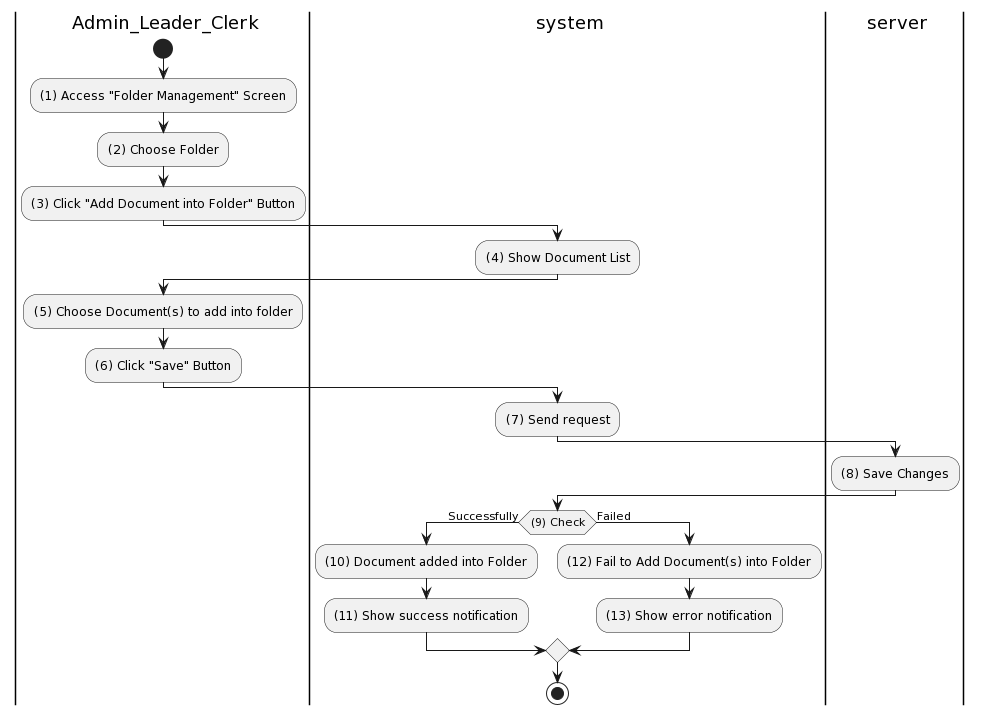 Admin_Leader_Clerk
system
server
(1) Access "Folder Management" Screen
(2) Choose Folder
(3) Click "Add Document into Folder" Button
(4) Show Document List
(5) Choose Document(s) to add into folder
(6) Click "Save" Button
(7) Send request
(8) Save Changes
Successfully
(9) Check
Failed
(10) Document added into Folder
(12) Fail to Add Document(s) into Folder
(11) Show success notification
(13) Show error notification